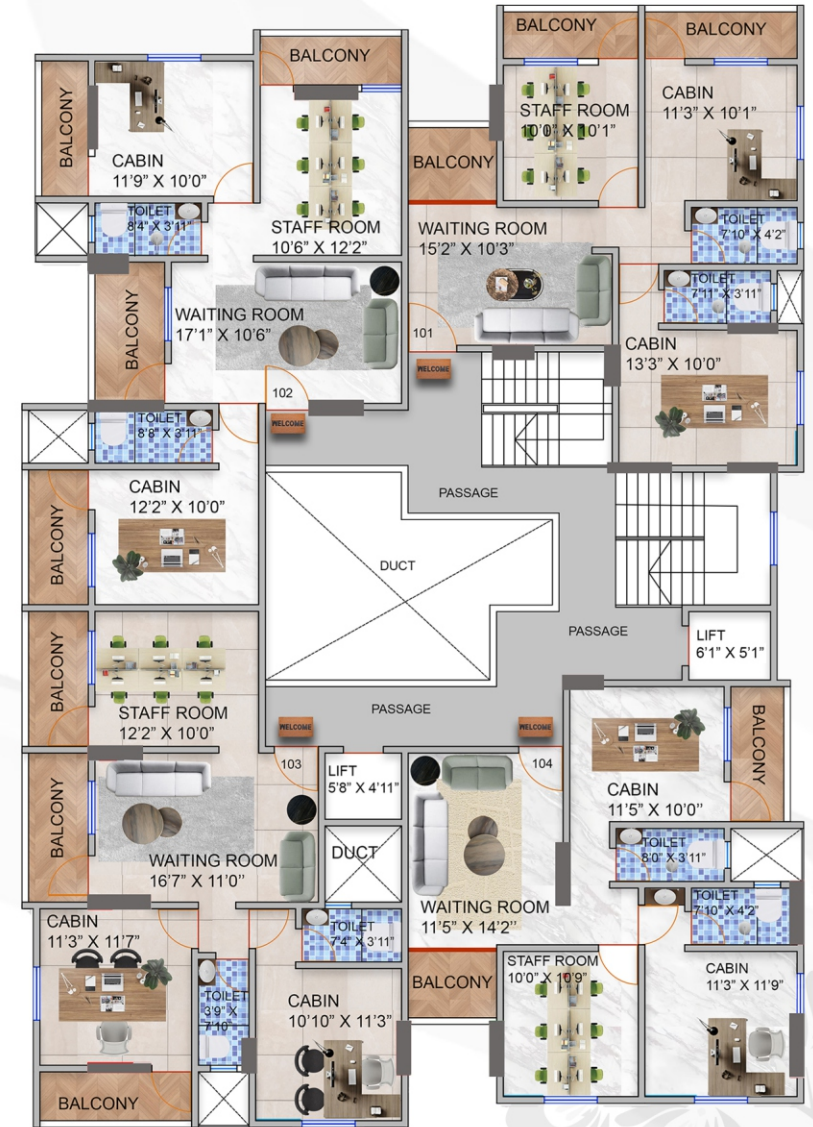 BALCONY
BALCONY
BALCONY
BALCONY
CABIN
11'9" X 10'0"
STAFF ROOM
10'0" X 10'1"
CABIN
11'3" X 10'1"
BALCONY
TOILET
8'4" X 3'11"
STAFF ROOM
10'6" X 12'2"
WAITING ROOM
15'2" X 10'3"
TOILET
7'10" X 4'2"
BALCONY
WAITING ROOM
17'1" X 10'6"
TOILET
7'11" X 3'11"
101
CABIN
13'3" X 10'0"
WELCOME
102
WELCOME
TOILET
8'8" X 3'11"
BALCONY
CABIN
12'2" X 10'0"
PASSAGE
DUCT
BALCONY
PASSAGE
LIFT
6'1" X 5'1"
STAFF ROOM
12'2" X 10'0"
PASSAGE
WELCOME
WELCOME
BALCONY
103
LIFT
5'8" X 4'11"
104
CABIN
11'5" X 10'0"
BALCONY
WAITING ROOM
16'7" X 11'0"
DUCT
TOILET
8'0" X 3'11"
WAITING ROOM
11'5" X 14'2"
TOILET
7'10" X 4'2
CABIN
11'3" X 11'7"
TOILET
7'4" X 3'11"
STAFF ROOM
10'0" X 10'9"
CABIN
11'3" X 11'9"
BALCONY
TOILET
3'9" X
7'10"
CABIN
10'10" X 11'3"
BALCONY